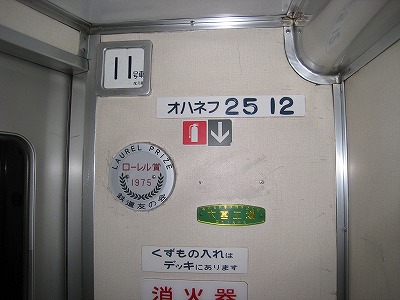 11
号車
オハネフ 25 12
LAUREL PRIZE
ローレル賞
1975
鉄道友の会
くずもの入れは
デッキにあります
消火器